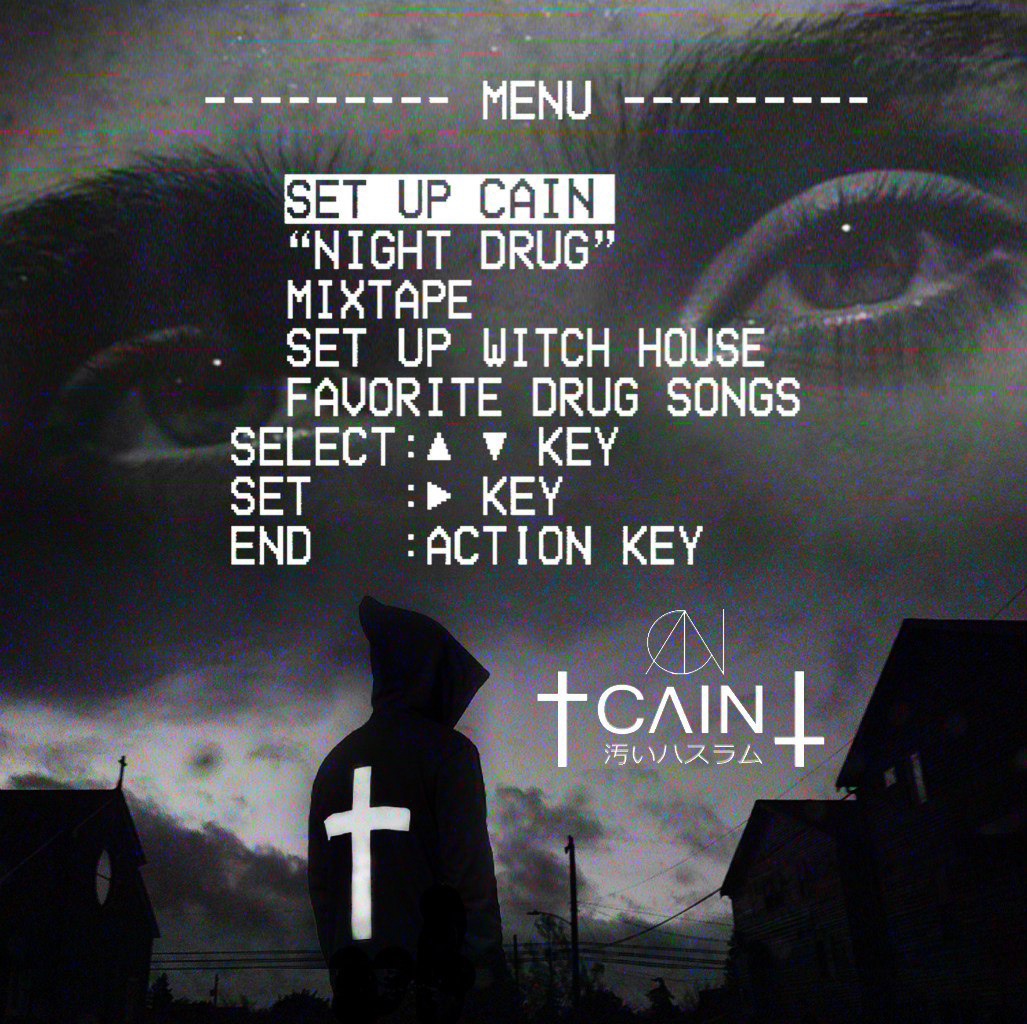 --------- MENU ---------
SET UP CAIN
“NIGHT DRUG”
MIXTAPE
SET UP WITCH HOUSE
FAVORITE DRUG SONGS
SELECT:▲ ▼ KEY
SET :▶ KEY
END :ACTION KEY
CΛIN
汚いハスラム